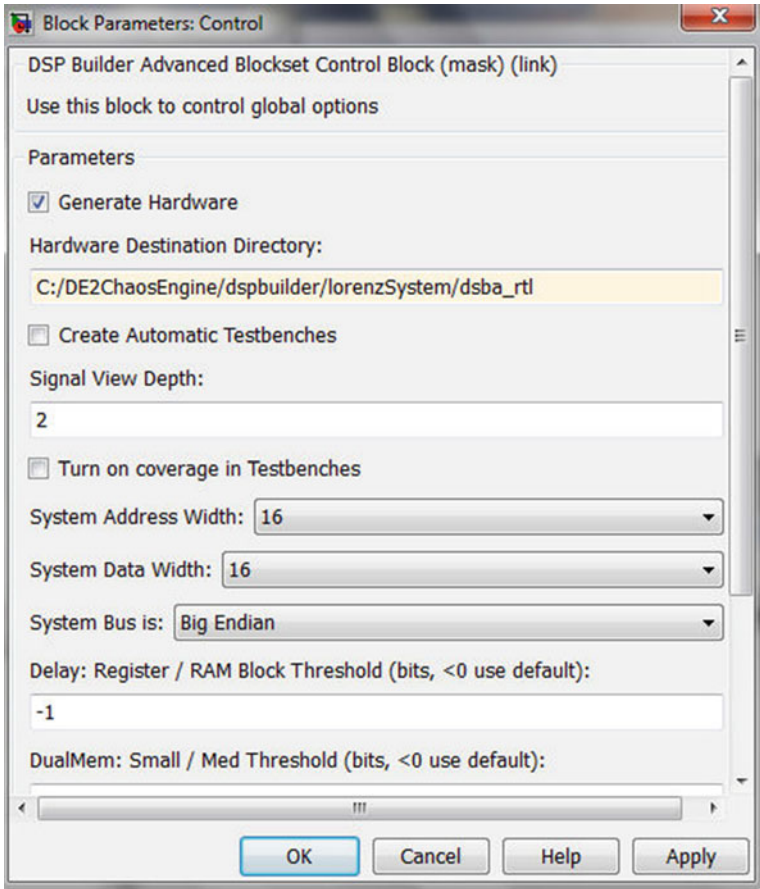 Block Parameters: Control
DSP Builder Advanced Blockset Control Block (mask) (link)
Use this block to control global options
Parameters
Generate Hardware
Hardware Destination Directory:
C:/DE2ChaosEngine/dspbuilder/lorenzSystem/dsba_rtl
Create Automatic Testbenches
Signal View Depth:
2
Turn on coverage in Testbenches
System Address Width: 16
System Data Width: 16
System Bus is: Big Endian
Delay: Register / RAM Block Threshold (bits, <0 use default):
-1
DualMem: Small / Med Threshold (bits, <0 use default):
OK Cancel Help Apply